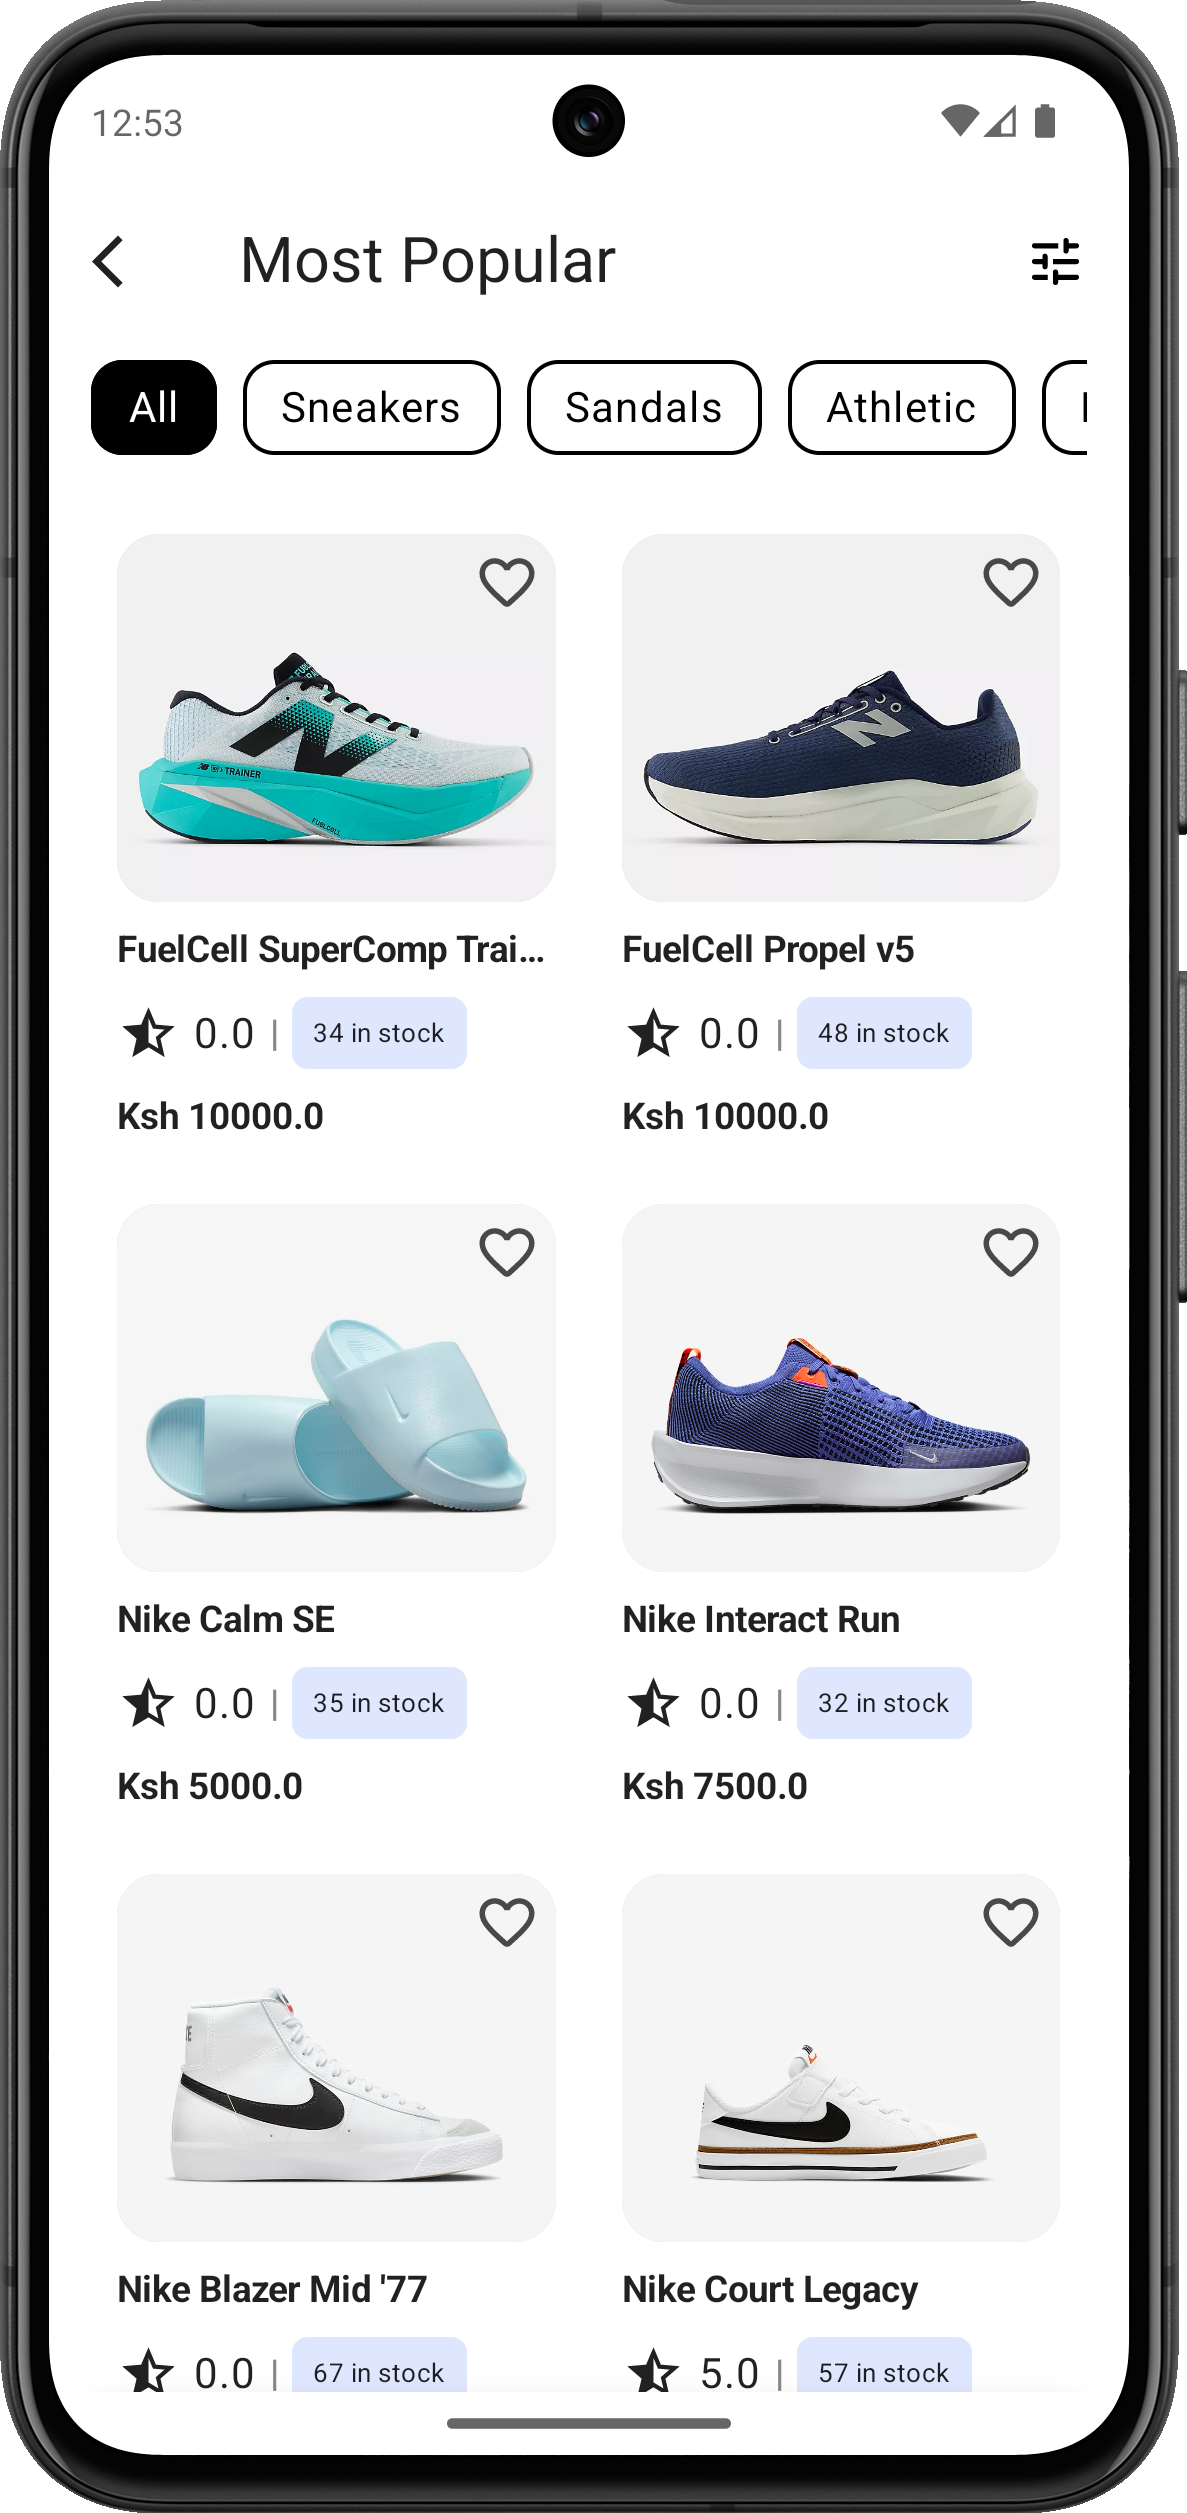 12:53
Most Popular
All Sneakers Sandals Athletic
TRAINER
FUELCELL
FuelCell SuperComp Trai... FuelCell Propel v5
0.0 | 34 in stock 0.0 | 48 in stock
Ksh 10000.0 Ksh 10000.0
Nike Calm SE Nike Interact Run
0.0 | 35 in stock 0.0 | 32 in stock
Ksh 5000.0 Ksh 7500.0
Nike Blazer Mid '77 Nike Court Legacy
0.0 | 67 in stock 5.0 | 57 in stock